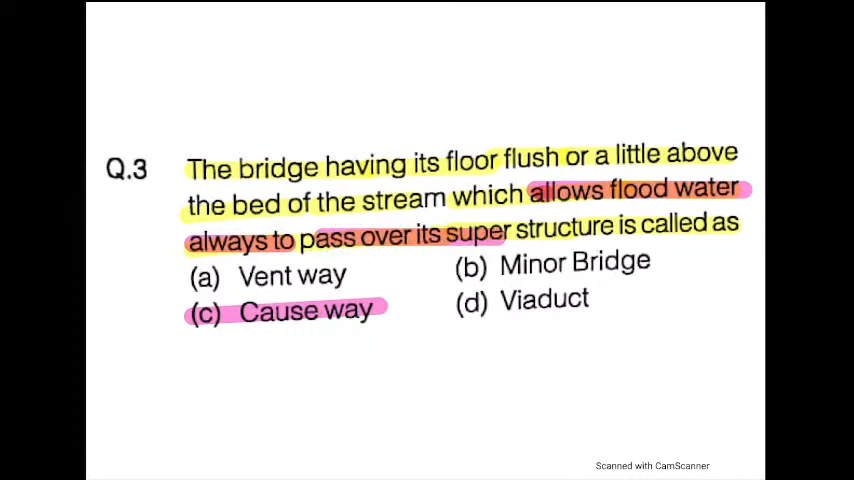 Q.3 The bridge having its floor flush or a little above
the bed of the stream which allows flood water
always to pass over its super structure is called as
(a) Vent way (b) Minor Bridge
(c) Cause way (d) Viaduct
Scanned with CamScanner